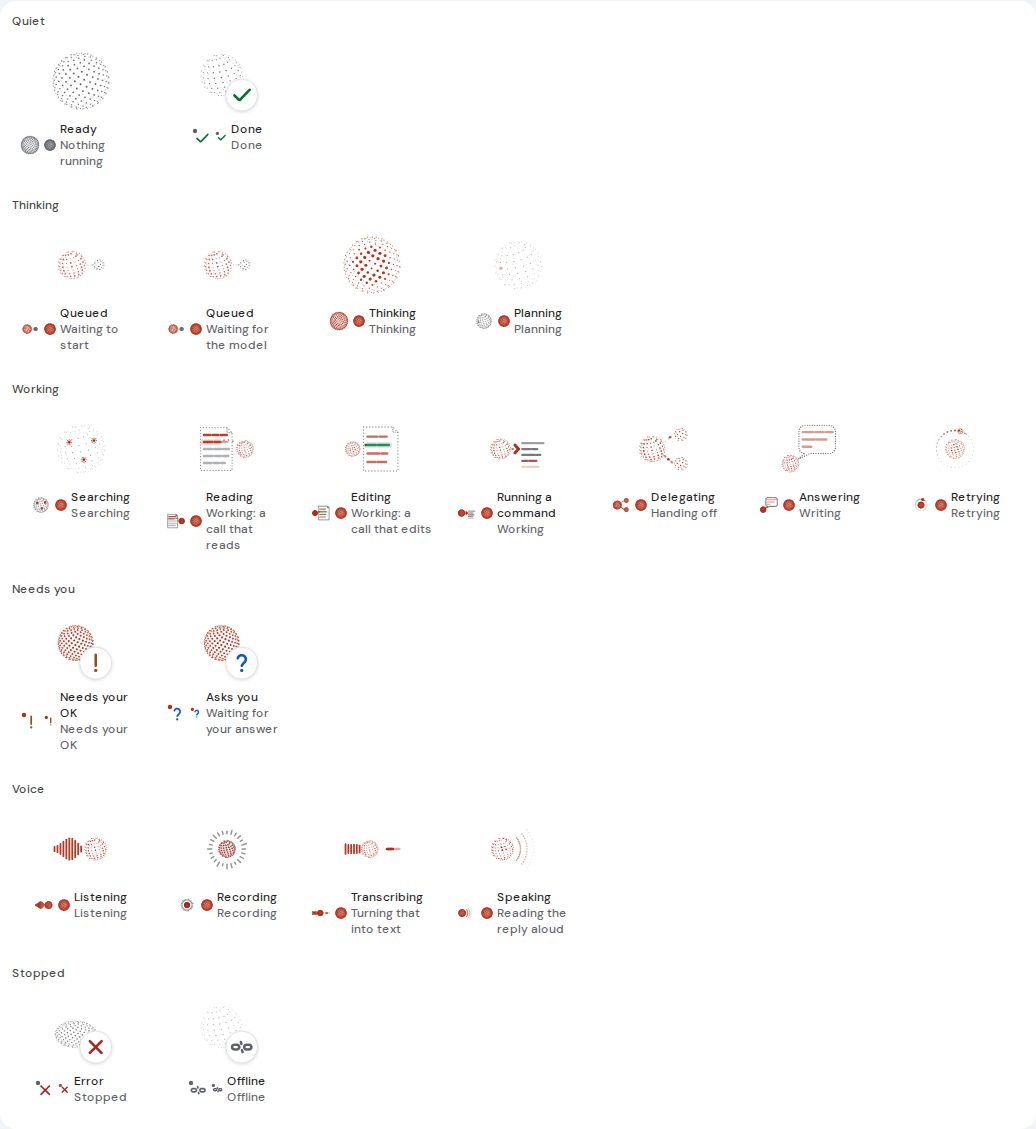 Quiet
Ready
Nothing
running
Done
Done
Thinking
Queued
Waiting to
start
Queued
Waiting for
the model
Thinking
Thinking
Planning
Planning
Working
Searching
Searching
Reading
Working: a
call that
reads
Editing
Working: a
call that edits
Running a
command
Working
Delegating
Handing off
Answering
Writing
Retrying
Retrying
Needs you
Needs your
OK
Needs your
OK
Asks you
Waiting for
your answer
Voice
Listening
Listening
Recording
Recording
Transcribing
Turning that
into text
Speaking
Reading the
reply aloud
Stopped
Error
Stopped
Offline
Offline